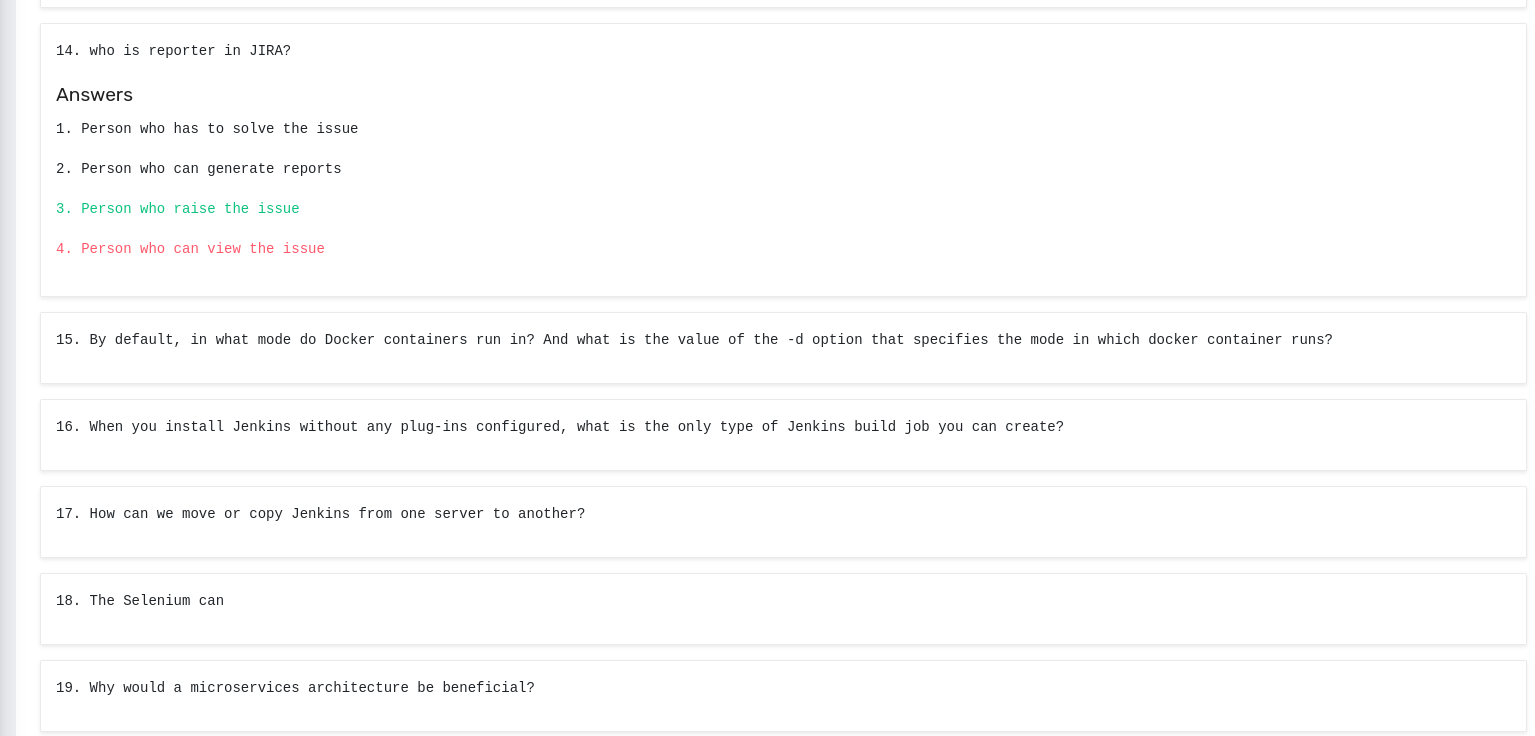 14. who is reporter in JIRA?
Answers
1. Person who has to solve the issue
2. Person who can generate reports
3. Person who raise the issue
4. Person who can view the issue
15. By default, in what mode do Docker containers run in? And what is the value of the -d option that specifies the mode in which docker container runs?
16. When you install Jenkins without any plug-ins configured, what is the only type of Jenkins build job you can create?
17. How can we move or copy Jenkins from one server to another?
18. The Selenium can
19. Why would a microservices architecture be beneficial?